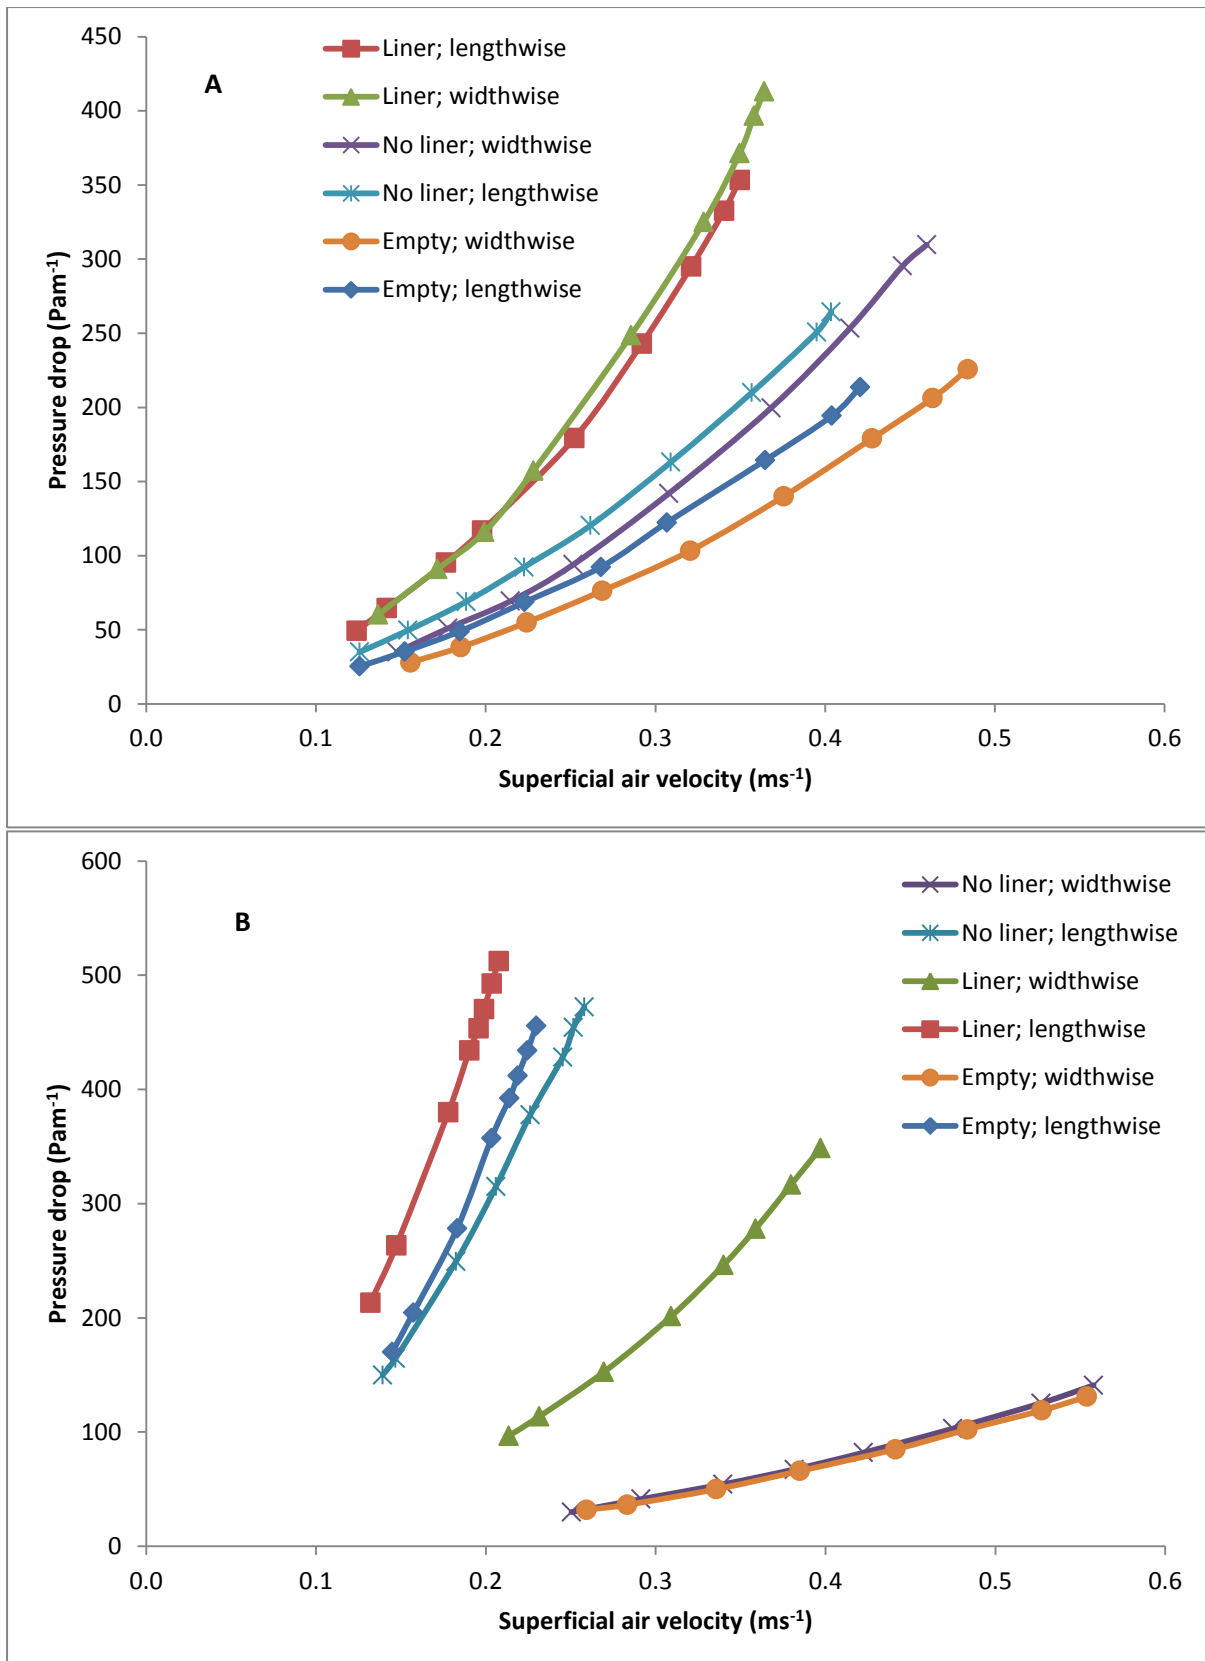 450
400
350
300
250
200
150
100
50
0
Pressure drop (Pam⁻¹)
A
Liner; lengthwise
Liner; widthwise
No liner; widthwise
No liner; lengthwise
Empty; widthwise
Empty; lengthwise
0.0 0.1 0.2 0.3 0.4 0.5 0.6
Superficial air velocity (ms⁻¹)
600
500
400
300
200
100
0
Pressure drop (Pam⁻¹)
B
No liner; widthwise
No liner; lengthwise
Liner; widthwise
Liner; lengthwise
Empty; widthwise
Empty; lengthwise
0.0 0.1 0.2 0.3 0.4 0.5 0.6
Superficial air velocity (ms⁻¹)